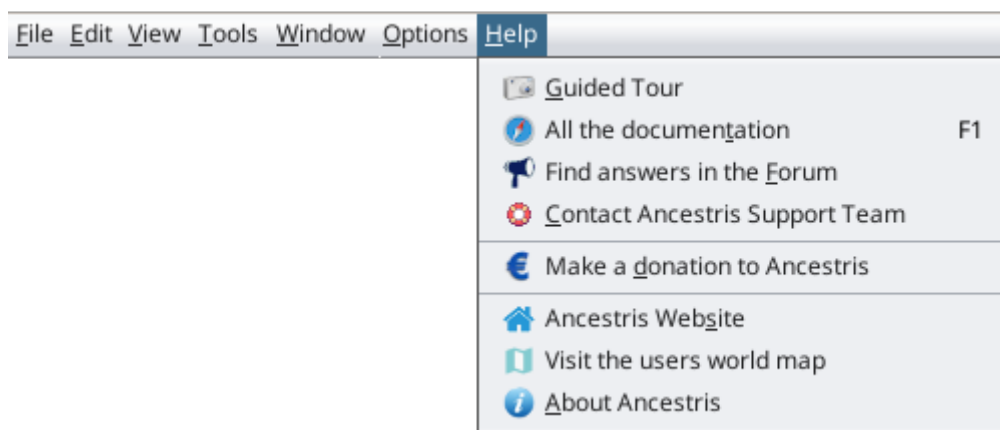 File Edit View Tools Window Options Help
Guided Tour
All the documentation F1
Find answers in the Forum
Contact Ancestris Support Team
Make a donation to Ancestris
Ancestris Website
Visit the users world map
About Ancestris